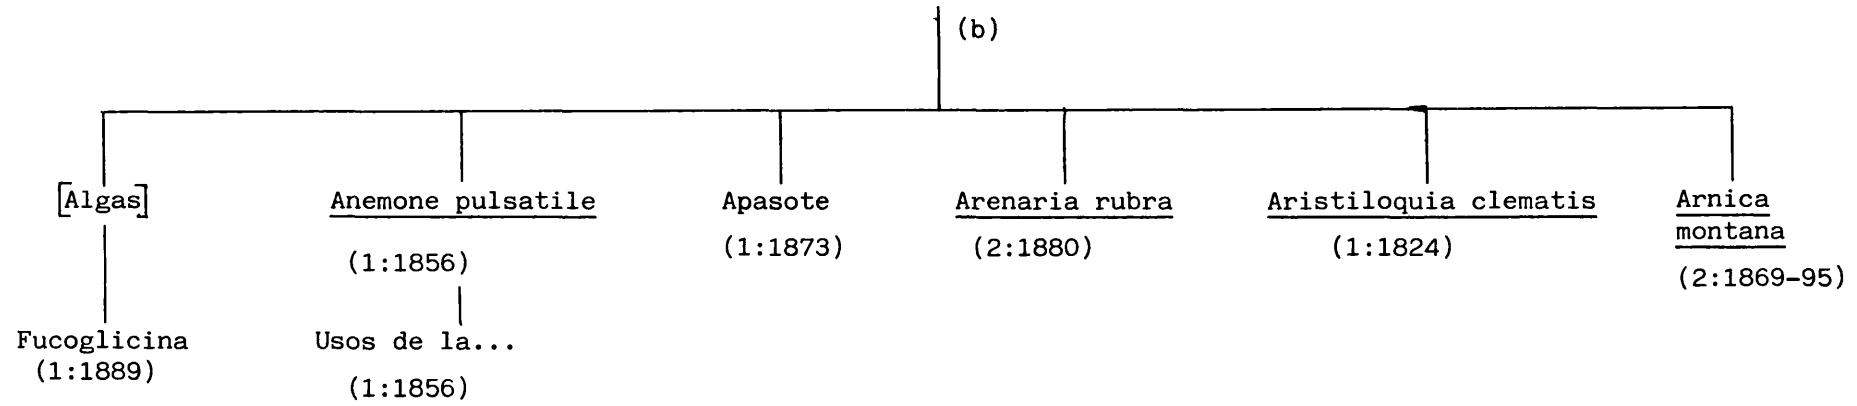 (b)
[Algas]
Anemone pulsatile
Apasote
Arenaria rubra
Aristiloquia clematis
Arnica
montana
(1:1856)
(1:1873)
(2:1880)
(1:1824)
(2:1869-95)
Fucoglicina
(1:1889)
Usos de la...
(1:1856)